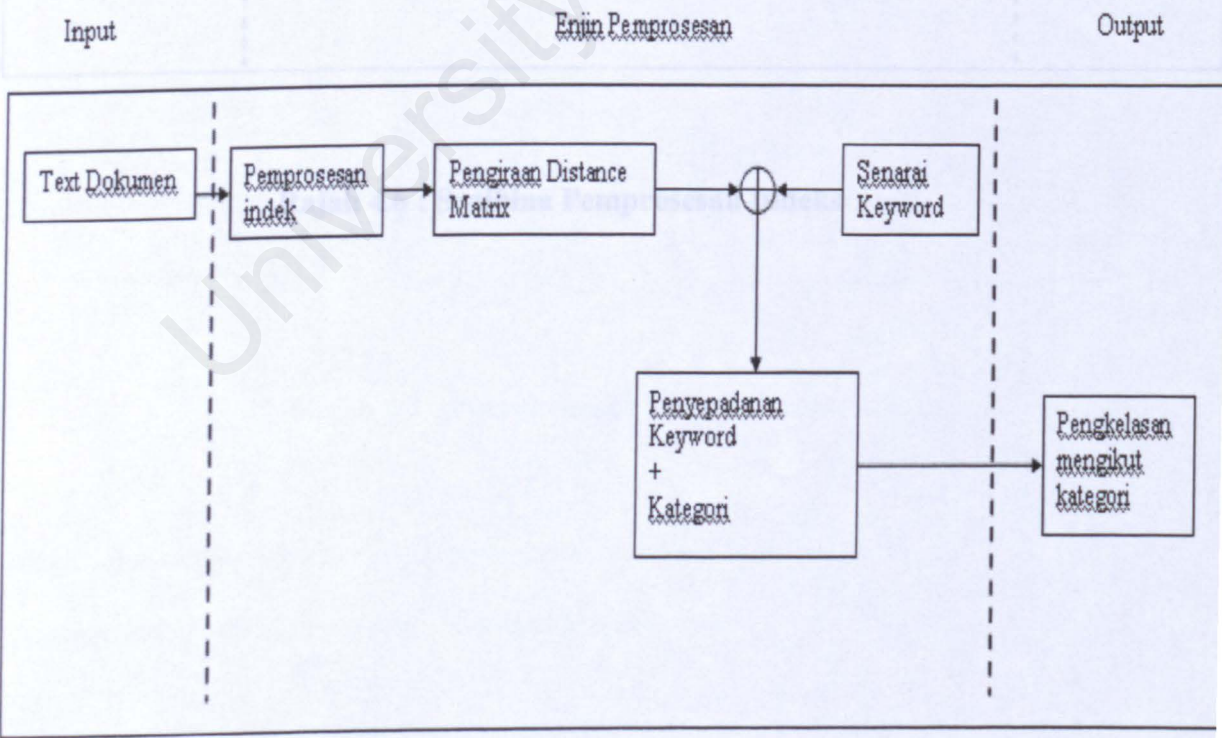 Input
Enjin Pemprosesan
Output
Text Dokumen
Pemprosesan
indek
Pengiraan Distance
Matrix
Senarai
Keyword
Penyepadanan
Keyword
+
Kategori
Pengkelasan
mengikut
kategori
University